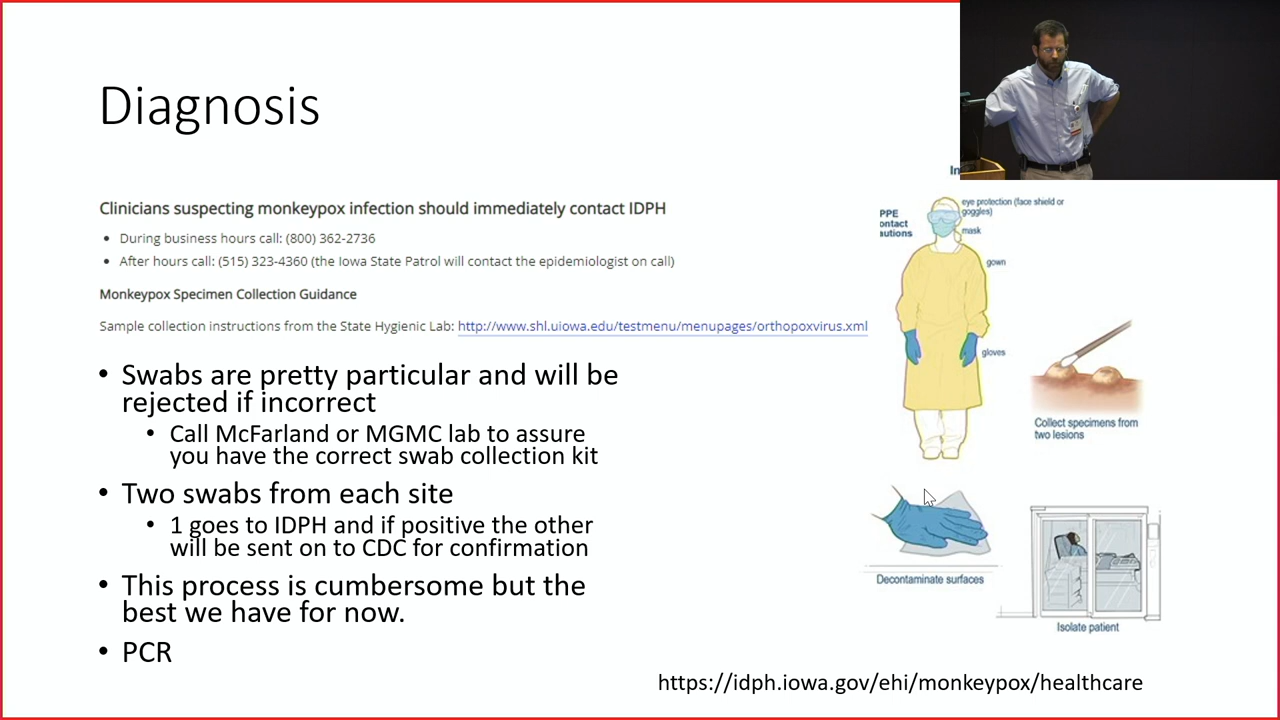 Diagnosis
Clinicians suspecting monkeypox infection should immediately contact IDPH
• During business hours call: (800) 362-2736
• After hours call: (515) 323-4360 (the Iowa State Patrol will contact the epidemiologist on call)
Monkeypox Specimen Collection Guidance
Sample collection instructions from the State Hygienic Lab: http://www.shl.uiowa.edu/testmenu/menupages/orthopoxvirus.xml
• Swabs are pretty particular and will be
rejected if incorrect
• Call McFarland or MGMC lab to assure
you have the correct swab collection kit
• Two swabs from each site
• 1 goes to IDPH and if positive the other
will be sent on to CDC for confirmation
• This process is cumbersome but the
best we have for now.
• PCR
In
PPE
ontact
autions
eye protection (face shield or
goggles)
mask
gown
gloves
Collect specimens from
two lesions
Decontaminate surfaces
Isolate patient
https://idph.iowa.gov/ehi/monkeypox/healthcare